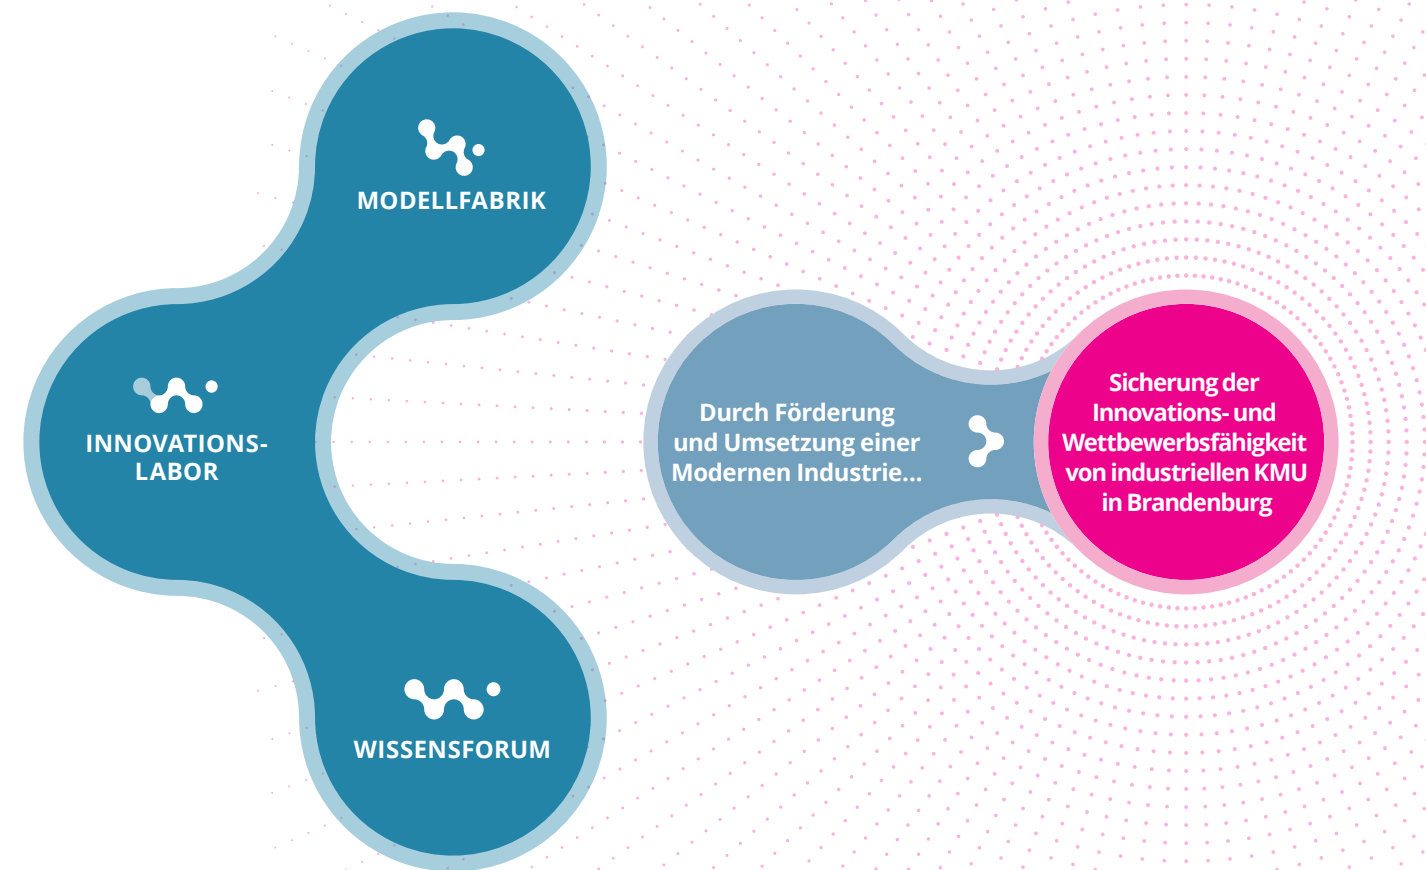 MODELLFABRIK
INNOVATIONS-
LABOR
WISSENSFORUM
Durch Förderung
und Umsetzung einer
Modernen Industrie...
Sicherung der
Innovations- und
Wettbewerbsfähigkeit
von industriellen KMU
in Brandenburg